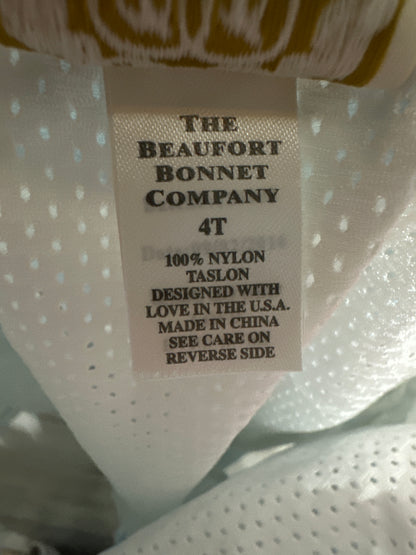 THE
BEAUFORT
BONNET
COMPANY
4T
100% NYLON
TASLON
DESIGNED WITH
LOVE IN THE U.S.A.
MADE IN CHINA
SEE CARE ON
REVERSE SIDE